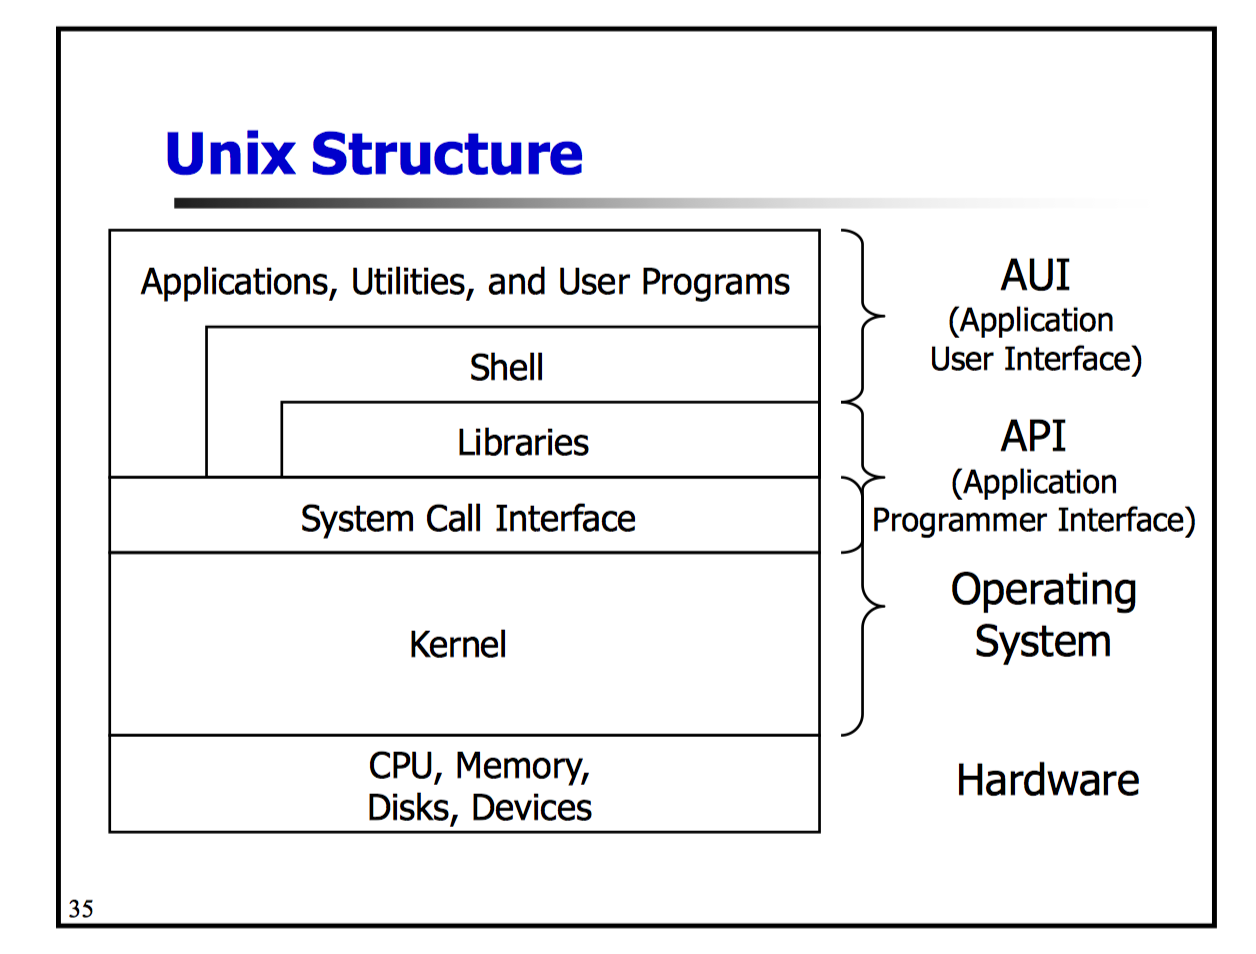 Unix Structure
Applications, Utilities, and User Programs
Shell
Libraries
System Call Interface
Kernel
CPU, Memory,
Disks, Devices
AUI
(Application
User Interface)
API
(Application
Programmer Interface)
Operating
System
Hardware
35